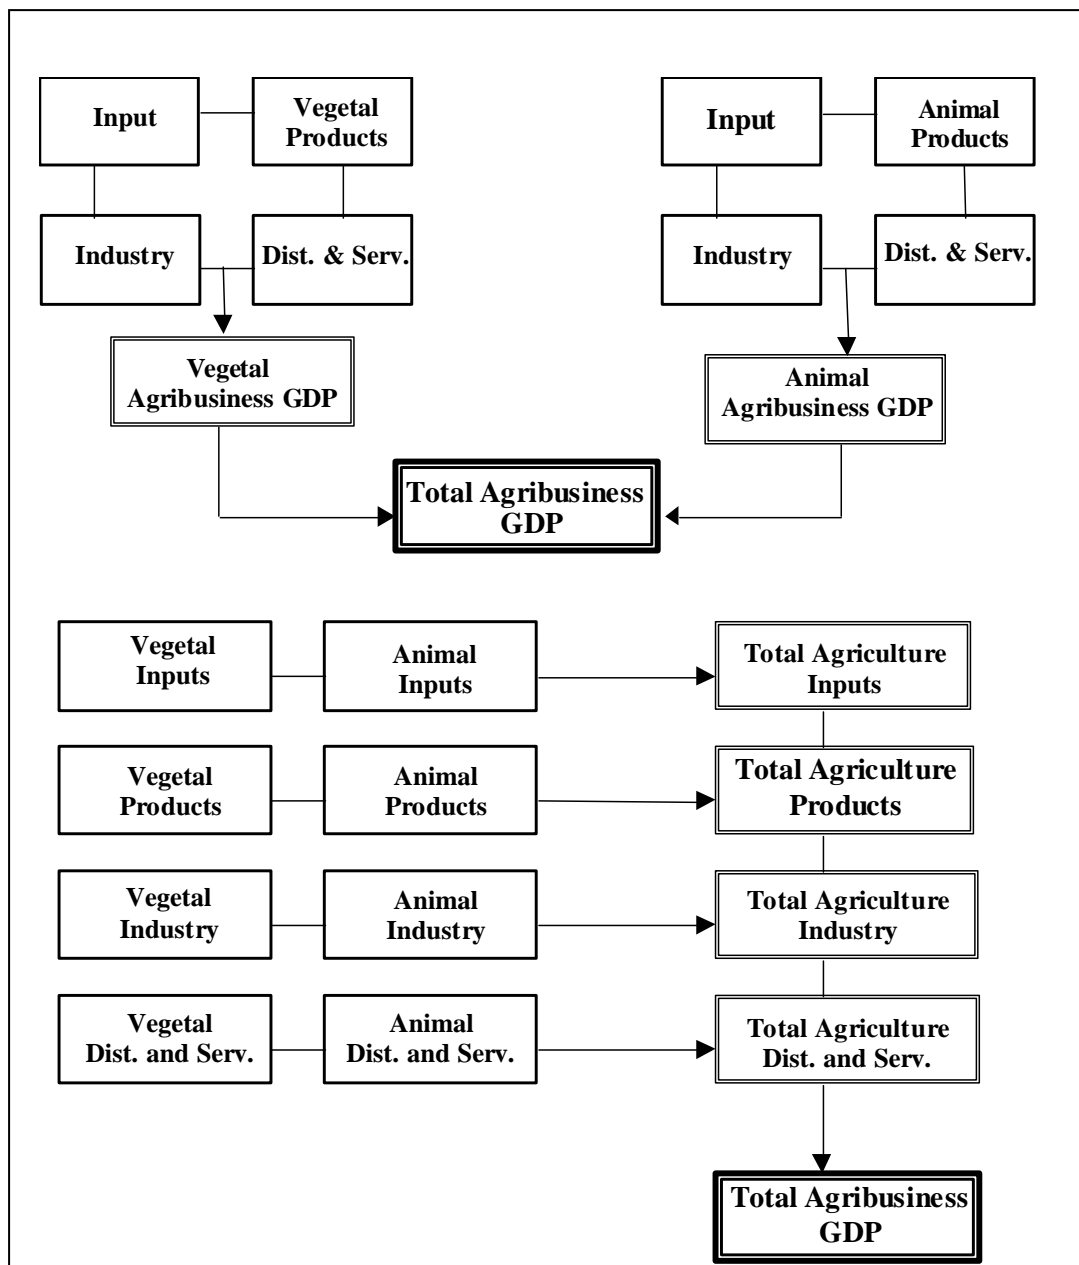 Input
Vegetal
Products
Input
Animal
Products
Industry
Dist. & Serv.
Industry
Dist. & Serv.
Vegetal
Agribusiness GDP
Animal
Agribusiness GDP
Total Agribusiness
GDP
Vegetal
Inputs
Animal
Inputs
Total Agriculture
Inputs
Vegetal
Products
Animal
Products
Total Agriculture
Products
Vegetal
Industry
Animal
Industry
Total Agriculture
Industry
Vegetal
Dist. and Serv.
Animal
Dist. and Serv.
Total Agriculture
Dist. and Serv.
Total Agribusiness
GDP